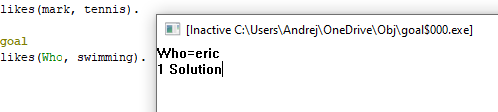 likes(mark, tennis).
goal
likes(Who, swimming).
[Inactive C:\Users\Andrej\OneDrive\Obj\goal$000.exe]
Who=eric
1 Solution